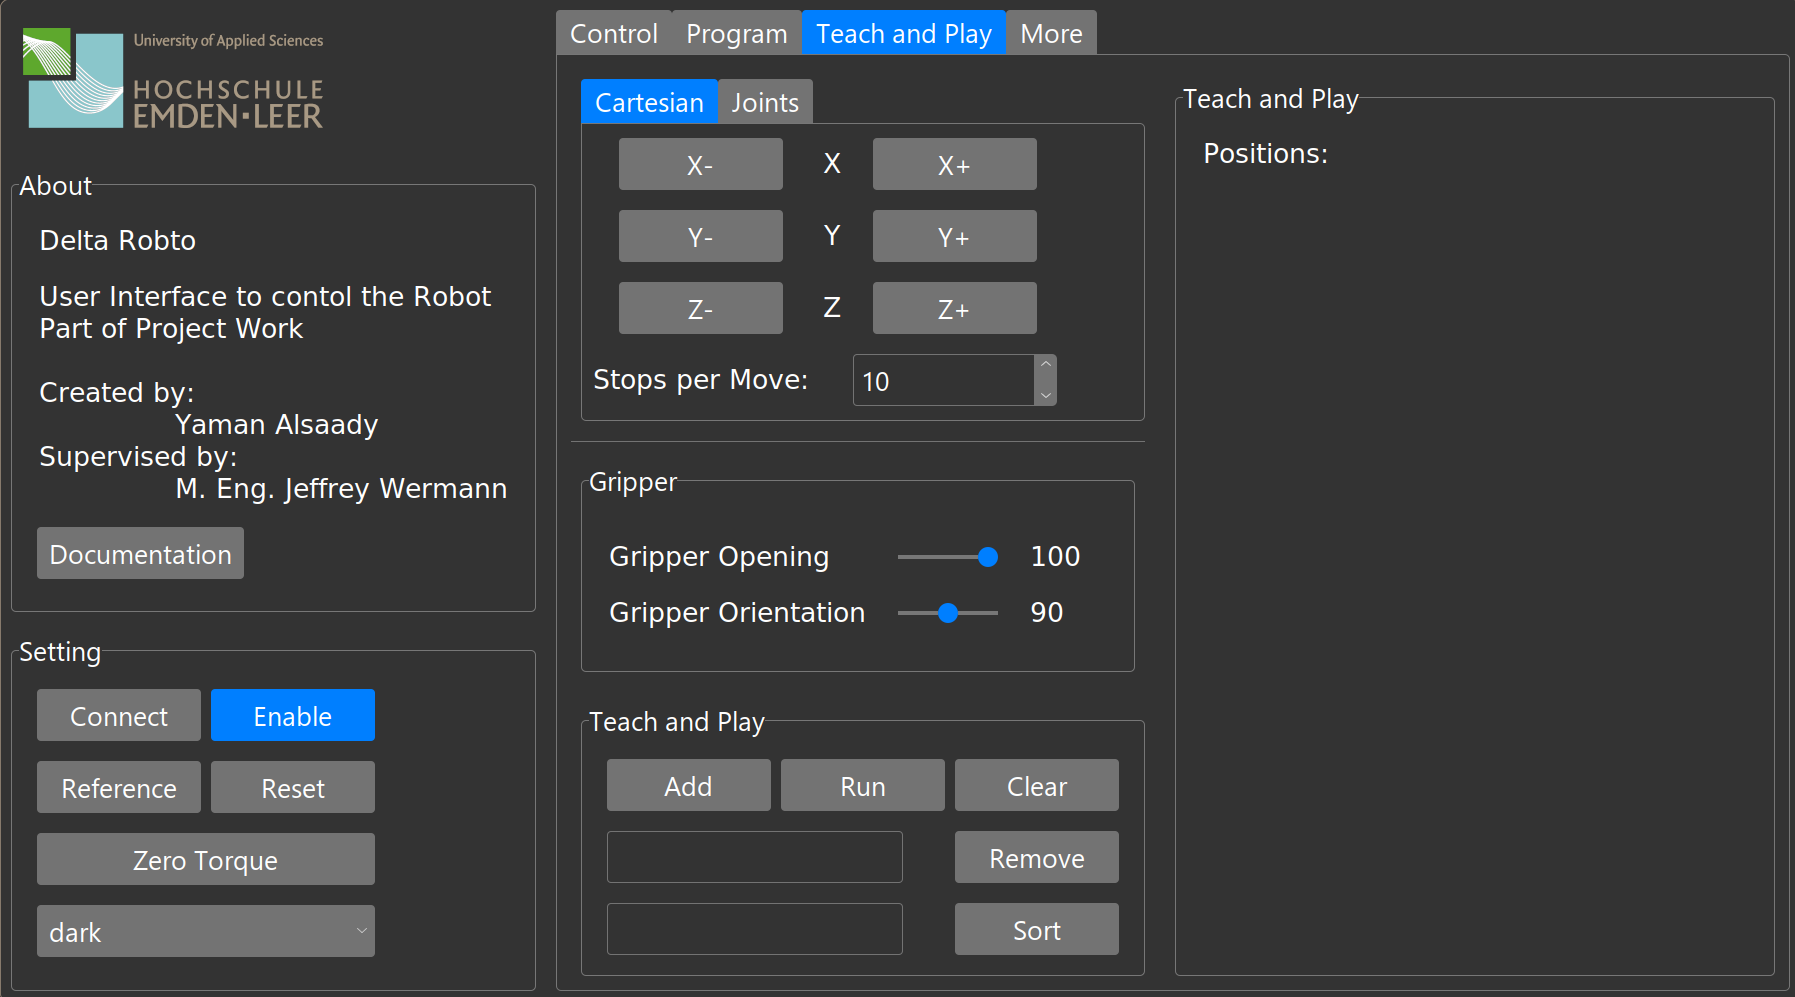 University of Applied Sciences
HOCHSCHULE
EMDEN·LEER
About
Delta Robto
User Interface to contol the Robot
Part of Project Work
Created by:
Yaman Alsaady
Supervised by:
M. Eng. Jeffrey Wermann
Documentation
Setting
Connect Enable
Reference Reset
Zero Torque
dark
Control Program Teach and Play More
Cartesian Joints
X- X X+
Y- Y Y+
Z- Z Z+
Stops per Move: 10
Gripper
Gripper Opening 100
Gripper Orientation 90
Teach and Play
Add Run Clear
Remove
Sort
Teach and Play
Positions: